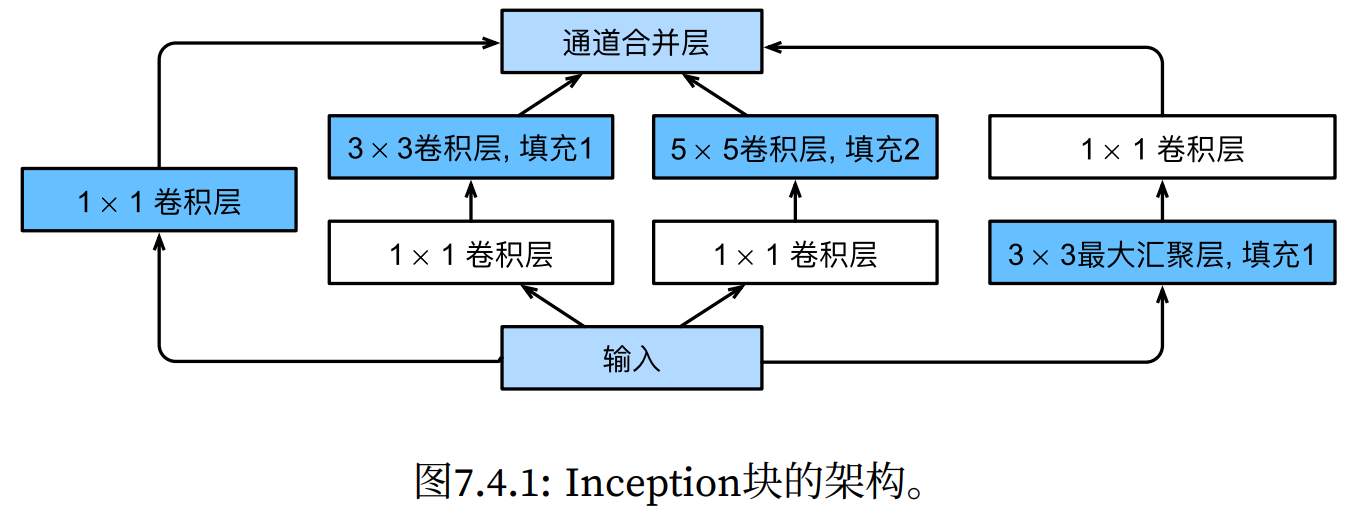 通道合并层
3 × 3卷积层, 填充1
5 × 5卷积层, 填充2
1 × 1 卷积层
1 × 1 卷积层
1 × 1 卷积层
1 × 1 卷积层
3 × 3最大汇聚层, 填充1
输入
图7.4.1: Inception块的架构。